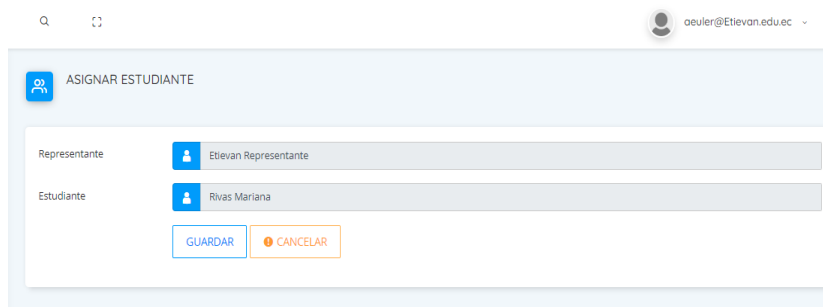 aeuler@Etievan.edu.ec
ASIGNAR ESTUDIANTE
Representante
Etievan Representante
Estudiante
Rivas Mariana
GUARDAR
CANCELAR